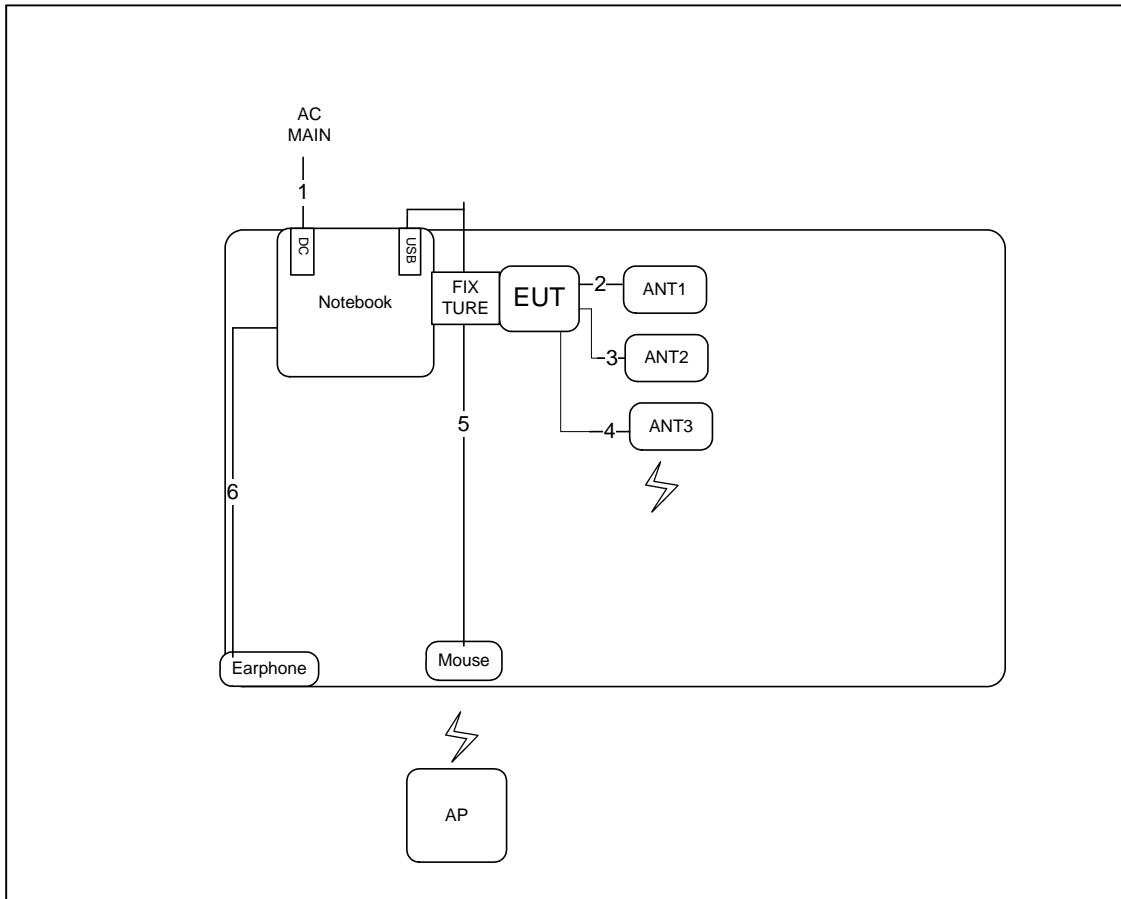 AC
MAIN
1
DC
USB
Notebook
FIX
TURE
EUT
2
ANT1
3
ANT2
4
ANT3
5
6
Earphone
Mouse
AP